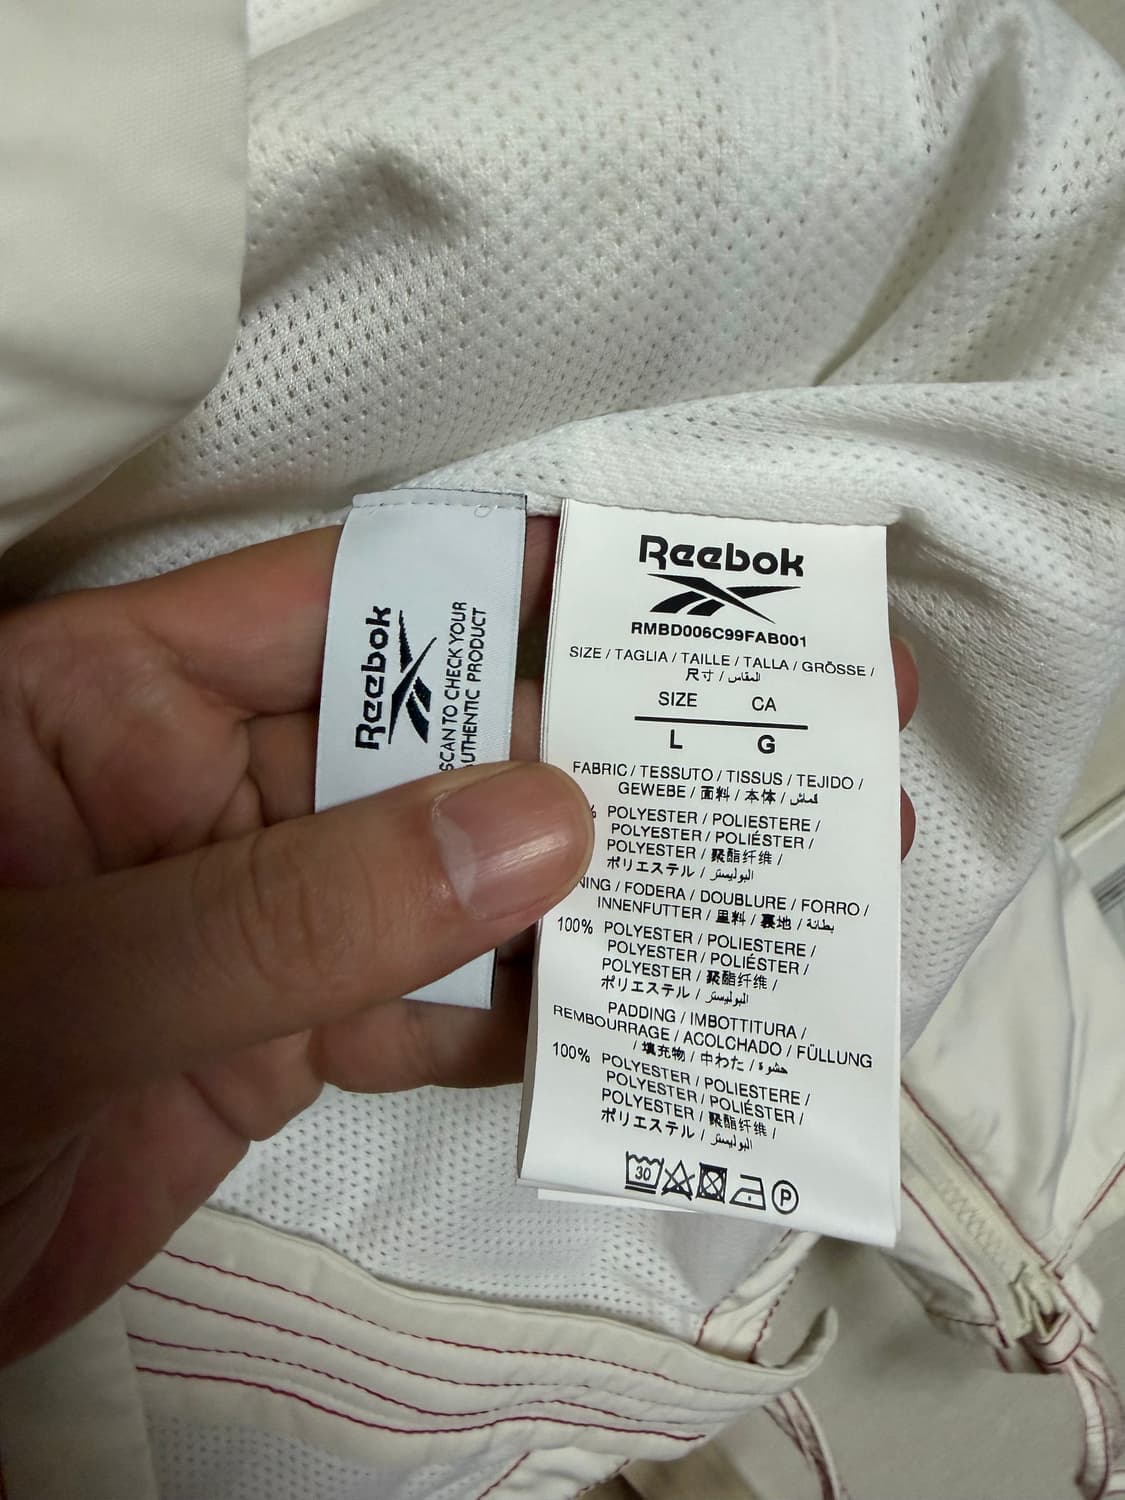 Reebok
SCAN TO CHECK YOUR
AUTHENTIC PRODUCT
Reebok
RMBD006C99FAB001
SIZE / TAGLIA / TAILLE / TALLA / GRÖSSE /
尺寸 / المقاس
SIZE CA
L G
FABRIC / TESSUTO / TISSUS / TEJIDO /
GEWEBE / 面料 / 本体 / قماش
% POLYESTER / POLIESTERE /
POLYESTER / POLIÉSTER /
POLYESTER / 聚酯纤维 /
ポリエステル / البوليستر
NING / FODERA / DOUBLURE / FORRO /
INNENFUTTER / 里料 / 裏地 / بطانة
100% POLYESTER / POLIESTERE /
POLYESTER / POLIÉSTER /
POLYESTER / 聚酯纤维 /
ポリエステル / البوليستر
PADDING / IMBOTTITURA /
REMBOURRAGE / ACOLCHADO / FÜLLUNG
/ 填充物 / 中わた / حشوة
100% POLYESTER / POLIESTERE /
POLYESTER / POLIÉSTER /
POLYESTER / 聚酯纤维 /
ポリエステル / البوليستر
30 P